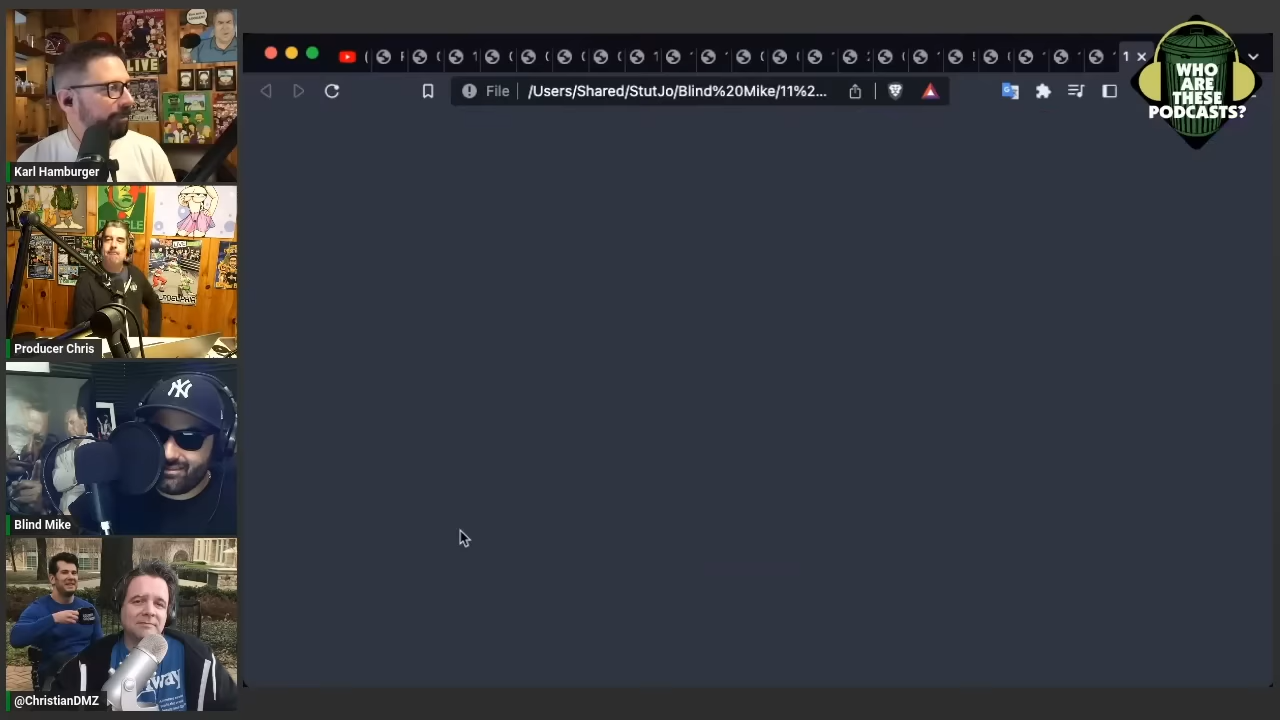 LIVE
Karl Hamburger
Producer Chris
Blind Mike
@ChristianDMZ
File
/Users/Shared/StutJo/Blind%20Mike/11%2...
WHO
ARE
THESE
PODCASTS?